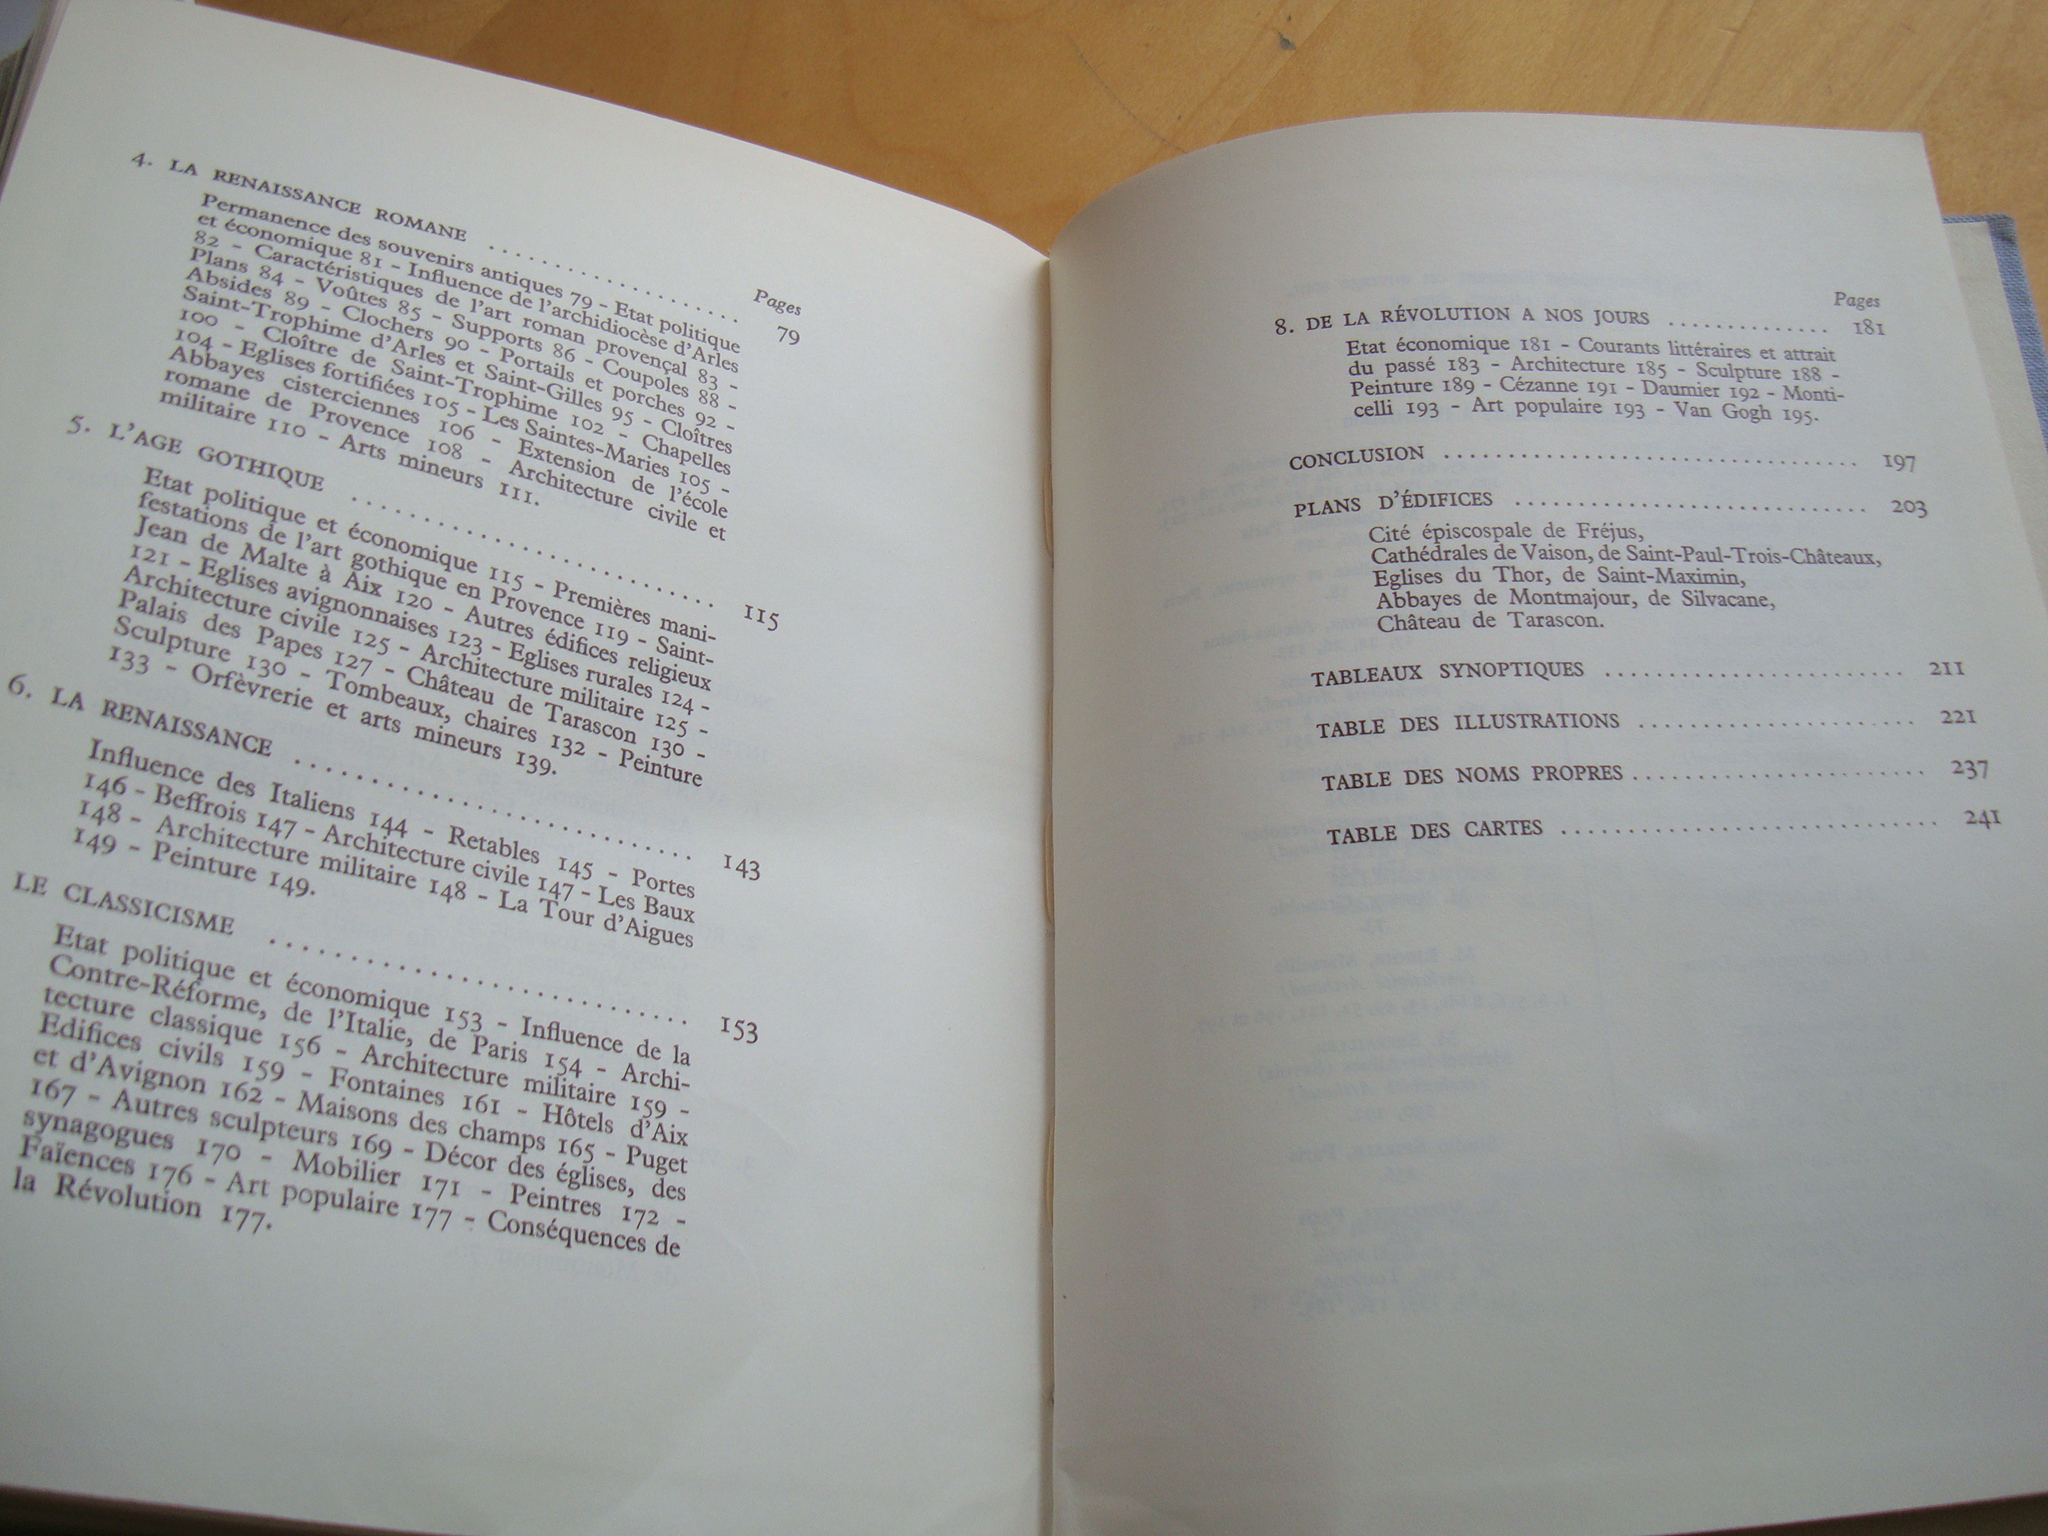 Pages
4. LA RENAISSANCE ROMANE .................... 79
Permanence des souvenirs antiques 79 - Etat politique
et économique 81 - Influence de l'archidiocèse d'Arles
82 - Caractéristiques de l'art roman provençal 83 -
Plans 84 - Voûtes 85 - Supports 86 - Coupoles 88 -
Absides 89 - Clochers 90 - Portails et porches 92 -
Saint-Trophime d'Arles et Saint-Gilles 95 - Cloîtres
100 - Cloître de Saint-Trophime 102 - Chapelles
104 - Eglises fortifiées 105 - Les Saintes-Maries 105 -
Abbayes cisterciennes 106 - Extension de l'école
romane de Provence 108 - Architecture civile et
militaire 110 - Arts mineurs 111.
5. L'AGE GOTHIQUE .......................... 115
Etat politique et économique 115 - Premières mani-
festations de l'art gothique en Provence 119 - Saint-
Jean de Malte à Aix 120 - Autres édifices religieux
121 - Eglises avignonnaises 123 - Eglises rurales 124 -
Architecture civile 125 - Architecture militaire 125 -
Palais des Papes 127 - Château de Tarascon 130 -
Sculpture 130 - Tombeaux, chaires 132 - Peinture
133 - Orfèvrerie et arts mineurs 139.
6. LA RENAISSANCE .......................... 143
Influence des Italiens 144 - Retables 145 - Portes
146 - Beffrois 147 - Architecture civile 147 - Les Baux
148 - Architecture militaire 148 - La Tour d'Aigues
149 - Peinture 149.
LE CLASSICISME .......................... 153
Etat politique et économique 153 - Influence de la
Contre-Réforme, de l'Italie, de Paris 154 - Archi-
tecture classique 156 - Architecture militaire 159 -
Edifices civils 159 - Fontaines 161 - Hôtels d'Aix
et d'Avignon 162 - Maisons des champs 165 - Puget
167 - Autres sculpteurs 169 - Décor des églises, des
synagogues 170 - Mobilier 171 - Peintres 172 -
Faïences 176 - Art populaire 177 - Conséquences de
la Révolution 177.
Pages
8. DE LA RÉVOLUTION A NOS JOURS .............. 181
Etat économique 181 - Courants littéraires et attrait
du passé 183 - Architecture 185 - Sculpture 188 -
Peinture 189 - Cézanne 191 - Daumier 192 - Monti-
celli 193 - Art populaire 193 - Van Gogh 195.
CONCLUSION .................................. 197
PLANS D'ÉDIFICES .............................. 203
Cité épiscospale de Fréjus,
Cathédrales de Vaison, de Saint-Paul-Trois-Châteaux,
Eglises du Thor, de Saint-Maximin,
Abbayes de Montmajour, de Silvacane,
Château de Tarascon.
TABLEAUX SYNOPTIQUES ........................ 211
TABLE DES ILLUSTRATIONS ...................... 221
TABLE DES NOMS PROPRES ........................ 237
TABLE DES CARTES .............................. 241